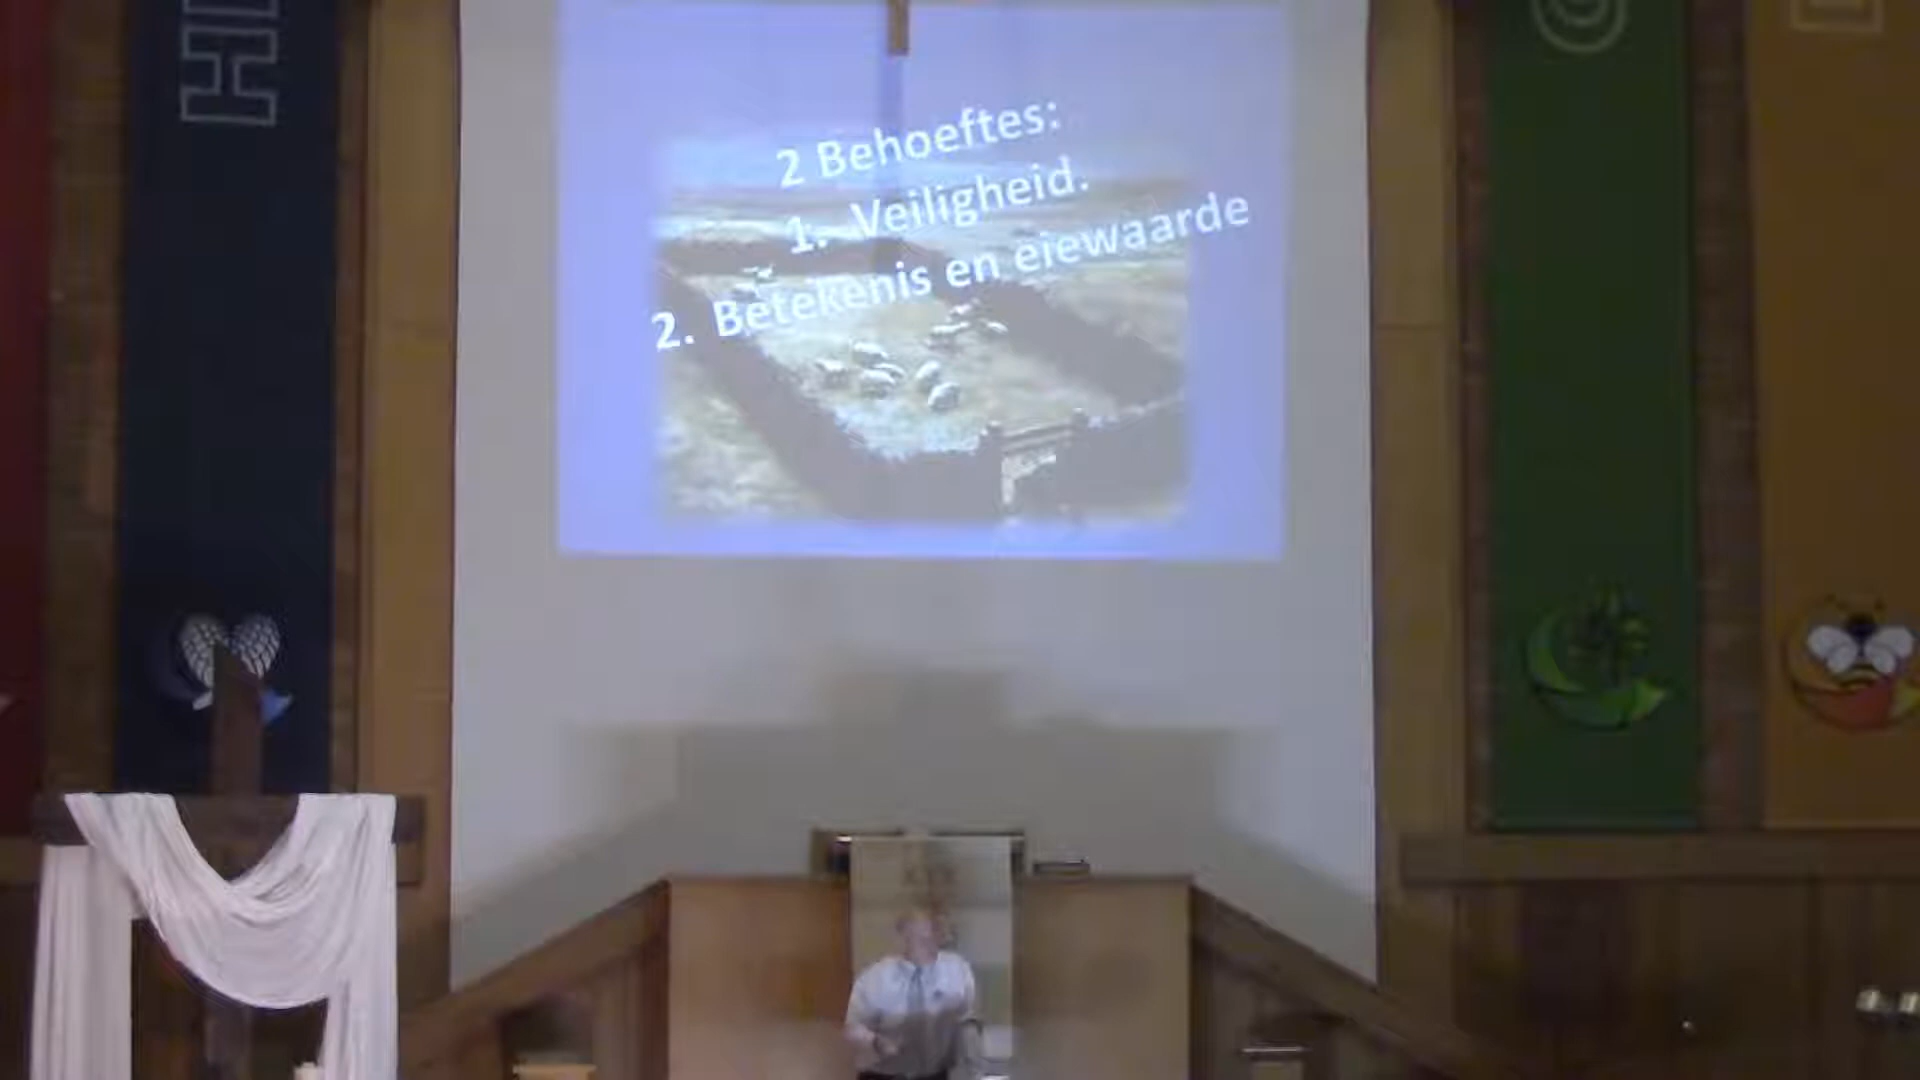 2 Behoeftes:
1. Veiligheid.
2. Betekenis en eiewaarde